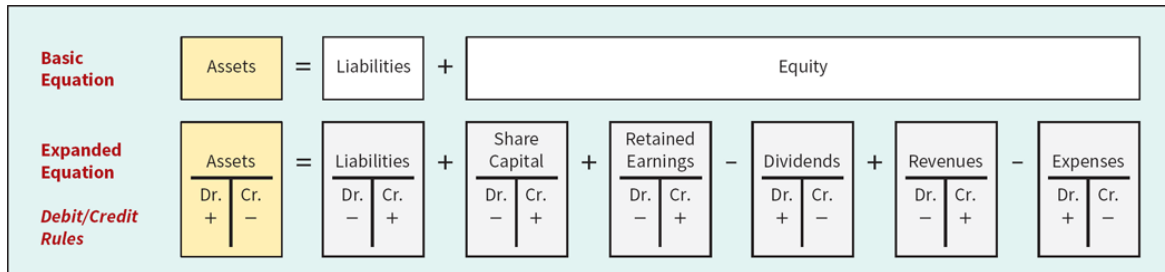 Basic
Equation
Assets = Liabilities + Equity
Expanded
Equation
Debit/Credit
Rules
Assets = Liabilities + Share Capital + Retained Earnings – Dividends + Revenues – Expenses
Dr. Cr. Dr. Cr. Dr. Cr. Dr. Cr. Dr. Cr. Dr. Cr. Dr. Cr.
+ – – + – + – + + – – + + –